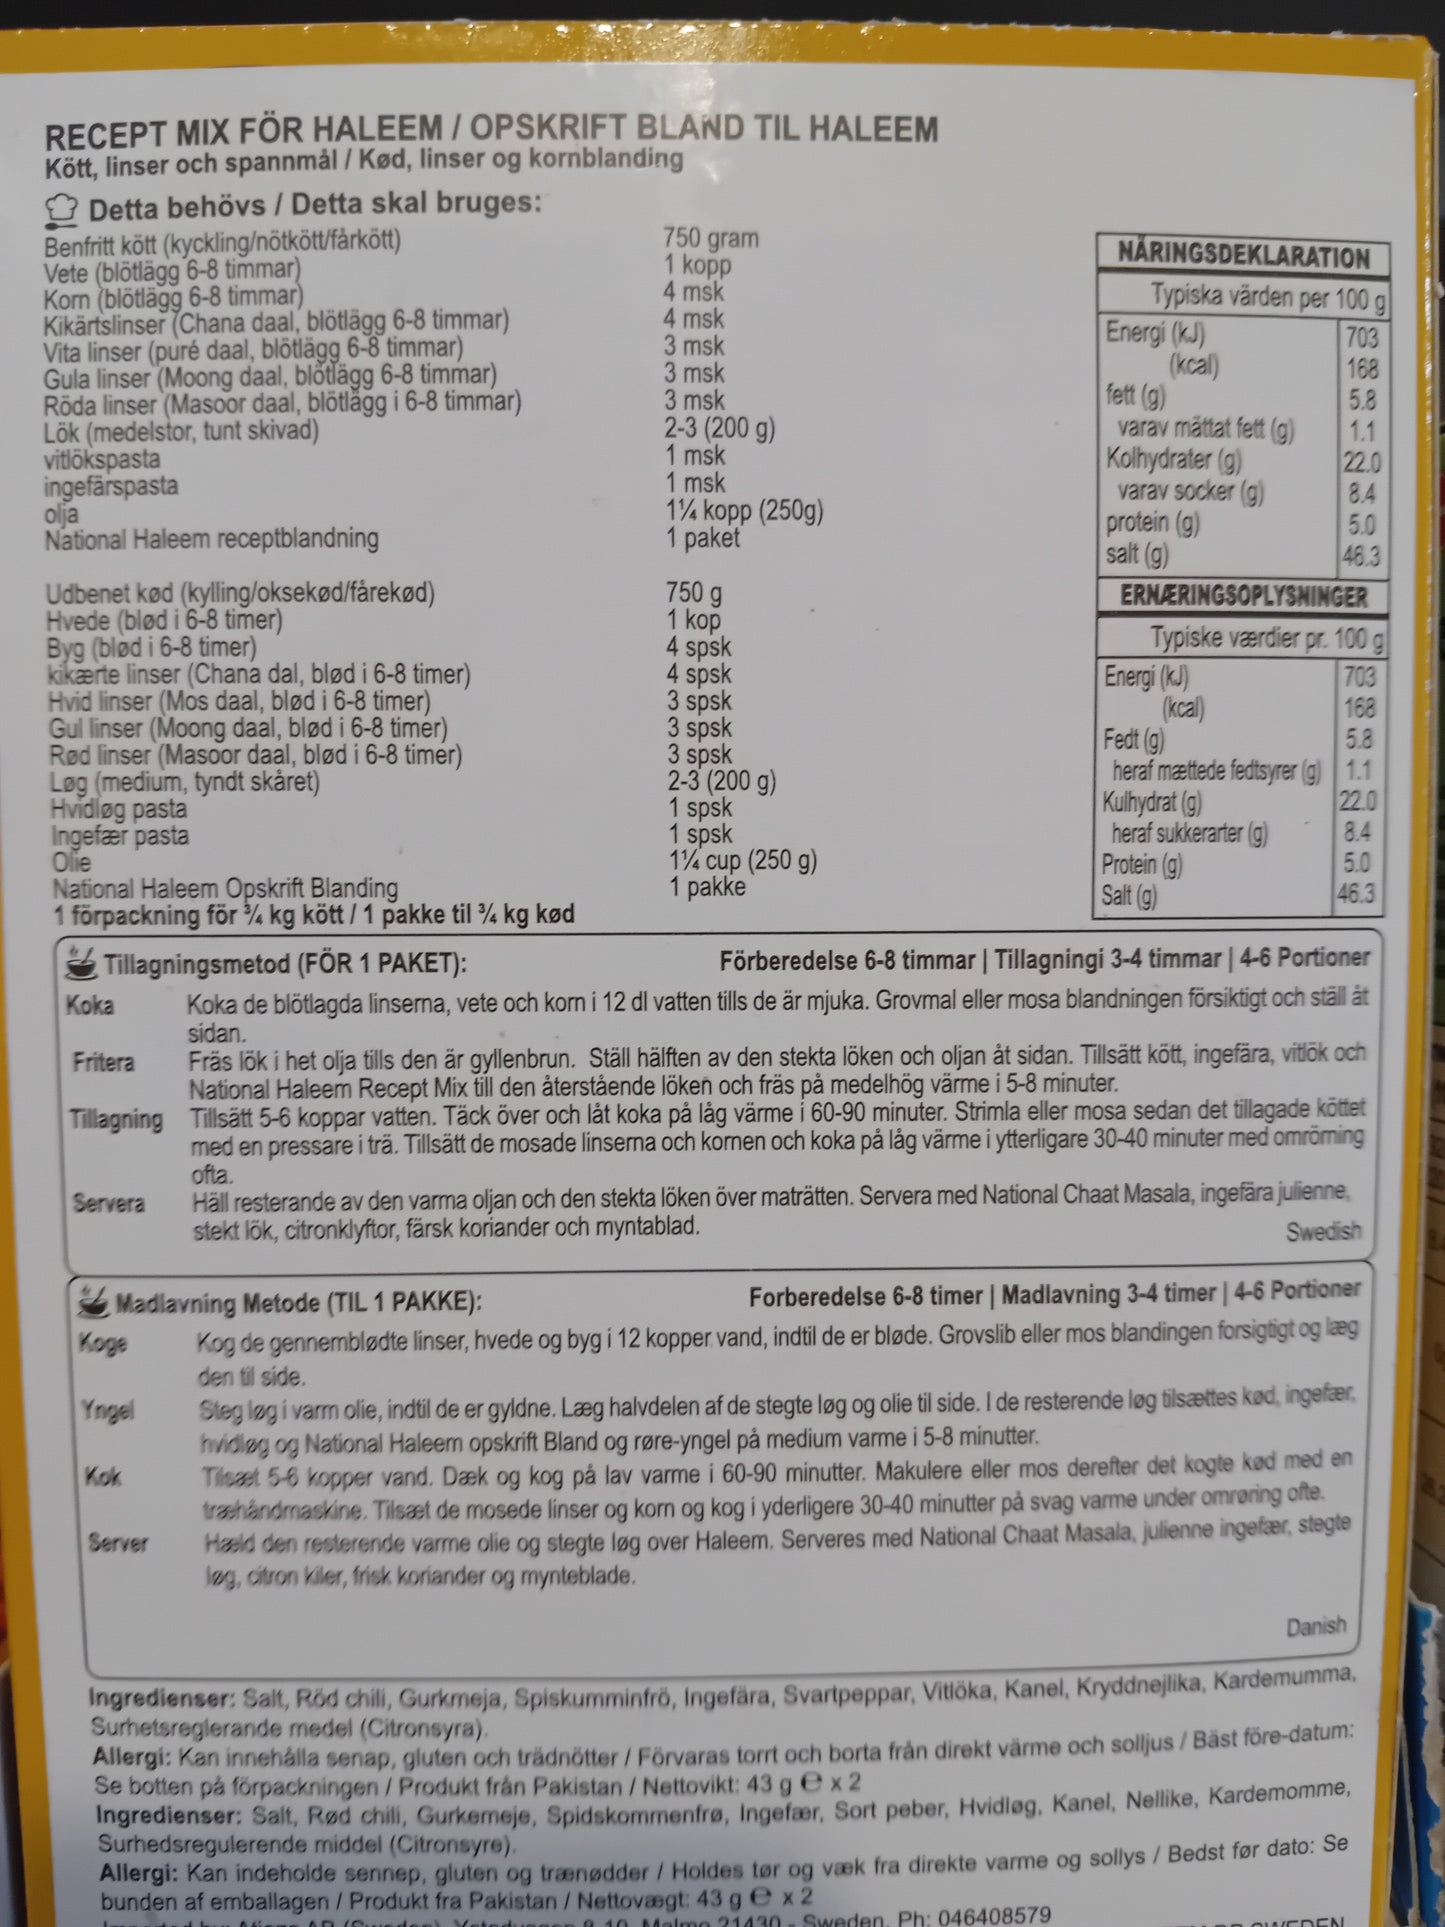 RECEPT MIX FÖR HALEEM / OPSKRIFT BLAND TIL HALEEM
Kött, linser och spannmål / Kød, linser og kornblanding
Detta behövs / Detta skal bruges:
Benfritt kött (kyckling/nötkött/fårkött) 750 gram
Vete (blötlägg 6-8 timmar) 1 kopp
Korn (blötlägg 6-8 timmar) 4 msk
Kikärtslinser (Chana daal, blötlägg 6-8 timmar) 4 msk
Vita linser (puré daal, blötlägg 6-8 timmar) 3 msk
Gula linser (Moong daal, blötlägg 6-8 timmar) 3 msk
Röda linser (Masoor daal, blötlägg i 6-8 timmar) 3 msk
Lök (medelstor, tunt skivad) 2-3 (200 g)
vitlökspasta 1 msk
ingefärspasta 1 msk
olja 1¼ kopp (250g)
National Haleem receptblandning 1 paket
Udbenet kød (kylling/oksekød/fårekød) 750 g
Hvede (blød i 6-8 timer) 1 kop
Byg (blød i 6-8 timer) 4 spsk
kikærte linser (Chana dal, blød i 6-8 timer) 4 spsk
Hvid linser (Mos daal, blød i 6-8 timer) 3 spsk
Gul linser (Moong daal, blød i 6-8 timer) 3 spsk
Rød linser (Masoor daal, blød i 6-8 timer) 3 spsk
Løg (medium, tyndt skåret) 2-3 (200 g)
Hvidløg pasta 1 spsk
Ingefær pasta 1 spsk
Olie 1¼ cup (250 g)
National Haleem Opskrift Blanding 1 pakke
1 förpackning för ¾ kg kött / 1 pakke til ¾ kg kød
NÄRINGSDEKLARATION
Typiska värden per 100 g
Energi (kJ) 703
(kcal) 168
fett (g) 5.8
varav mättat fett (g) 1.1
Kolhydrater (g) 22.0
varav socker (g) 8.4
protein (g) 5.0
salt (g) 46.3
ERNÆRINGSOPLYSNINGER
Typiske værdier pr. 100 g
Energi (kJ) 703
(kcal) 168
Fedt (g) 5.8
heraf mættede fedtsyrer (g) 1.1
Kulhydrat (g) 22.0
heraf sukkerarter (g) 8.4
Protein (g) 5.0
Salt (g) 46.3
Tillagningsmetod (FÖR 1 PAKET): Förberedelse 6-8 timmar | Tillagningi 3-4 timmar | 4-6 Portioner
Koka Koka de blötlagda linserna, vete och korn i 12 dl vatten tills de är mjuka. Grovmal eller mosa blandningen försiktigt och ställ åt
sidan.
Fritera Fräs lök i het olja tills den är gyllenbrun. Ställ hälften av den stekta löken och oljan åt sidan. Tillsätt kött, ingefära, vitlök och
National Haleem Recept Mix till den återstående löken och fräs på medelhög värme i 5-8 minuter.
Tillagning Tillsätt 5-6 koppar vatten. Täck över och låt koka på låg värme i 60-90 minuter. Strimla eller mosa sedan det tillagade köttet
med en pressare i trä. Tillsätt de mosade linserna och kornen och koka på låg värme i ytterligare 30-40 minuter med omrörning
ofta.
Servera Häll resterande av den varma oljan och den stekta löken över maträtten. Servera med National Chaat Masala, ingefära julienne,
stekt lök, citronklyftor, färsk koriander och myntablad.
Swedish
Madlavning Metode (TIL 1 PAKKE): Forberedelse 6-8 timer | Madlavning 3-4 timer | 4-6 Portioner
Koge Kog de gennemblødte linser, hvede og byg i 12 kopper vand, indtil de er bløde. Grovslib eller mos blandingen forsigtigt og læg
den til side.
Yngel Steg løg i varm olie, indtil de er gyldne. Læg halvdelen af de stegte løg og olie til side. I de resterende løg tilsættes kød, ingefær,
hvidløg og National Haleem opskrift Bland og røre-yngel på medium varme i 5-8 minutter.
Kok Tilsæt 5-6 kopper vand. Dæk og kog på lav varme i 60-90 minutter. Makulere eller mos derefter det kogte kød med en
træhåndmaskine. Tilsæt de mosede linser og korn og kog i yderligere 30-40 minutter på svag varme under omrøring ofte.
Server Hæld den resterende varme olie og stegte løg over Haleem. Serveres med National Chaat Masala, julienne ingefær, stegte
løg, citron kiler, frisk koriander og mynteblade.
Danish
Ingredienser: Salt, Röd chili, Gurkmeja, Spiskumminfrö, Ingefära, Svartpeppar, Vitlöka, Kanel, Kryddnejlika, Kardemumma,
Surhetsreglerande medel (Citronsyra).
Allergi: Kan innehålla senap, gluten och trädnötter / Förvaras torrt och borta från direkt värme och solljus / Bäst före-datum:
Se botten på förpackningen / Produkt från Pakistan / Nettovikt: 43 g e x 2
Ingredienser: Salt, Rød chili, Gurkemeje, Spidskommenfrø, Ingefær, Sort peber, Hvidløg, Kanel, Nellike, Kardemomme,
Surhedsregulerende middel (Citronsyre).
Allergi: Kan indeholde sennep, gluten og trænødder / Holdes tør og væk fra direkte varme og sollys / Bedst før dato: Se
bunden af emballagen / Produkt fra Pakistan / Nettovægt: 43 g e x 2
21430 - Sweden, Ph: 046408579